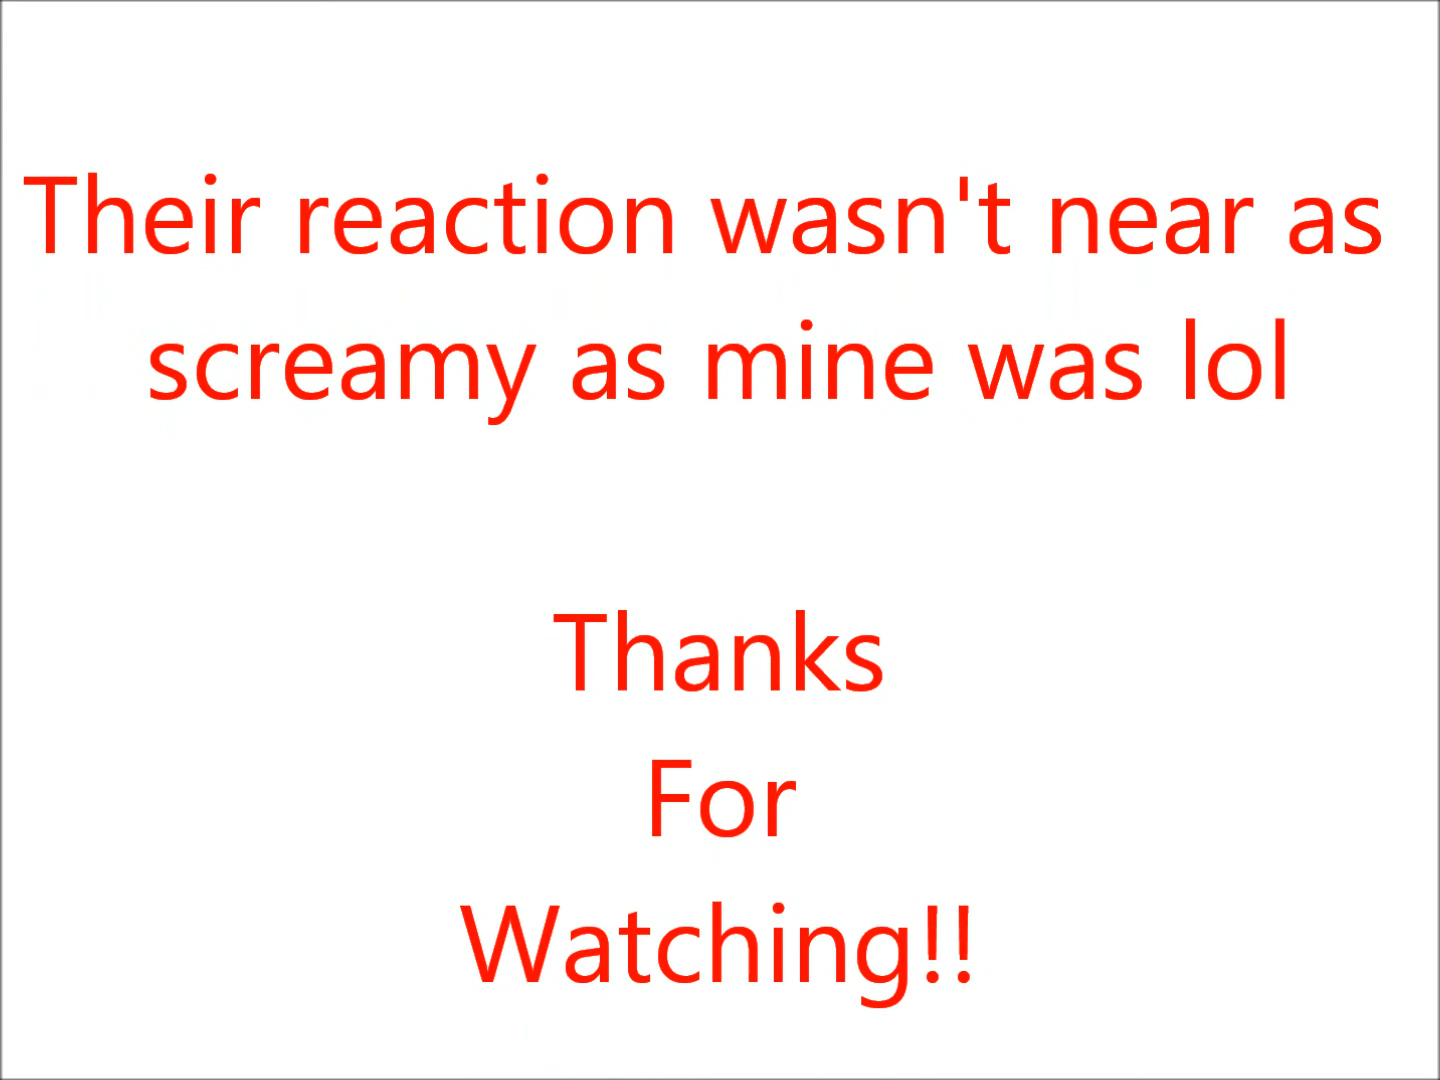 Their reaction wasn't near as
screamy as mine was lol
Thanks
For
Watching!!